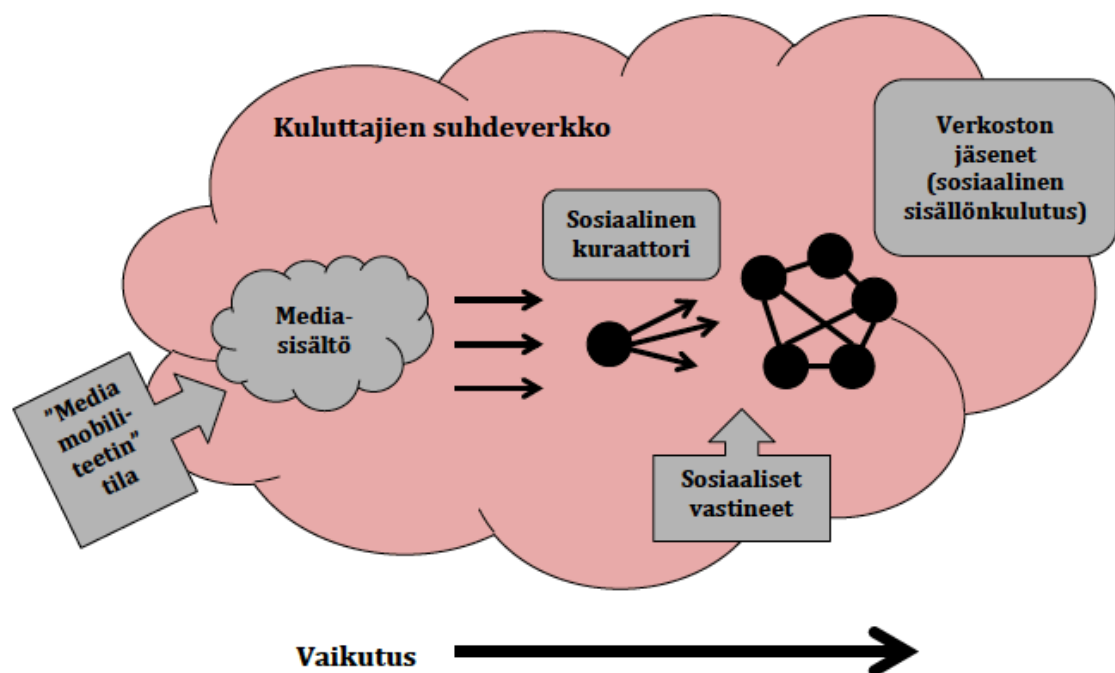 Kuluttajien suhdeverkko
Verkoston
jäsenet
(sosiaalinen
sisällönkulutus)
Sosiaalinen
kuraattori
Media-
sisältö
"Media
mobili-
teetin"
tila
Sosiaaliset
vastineet
Vaikutus